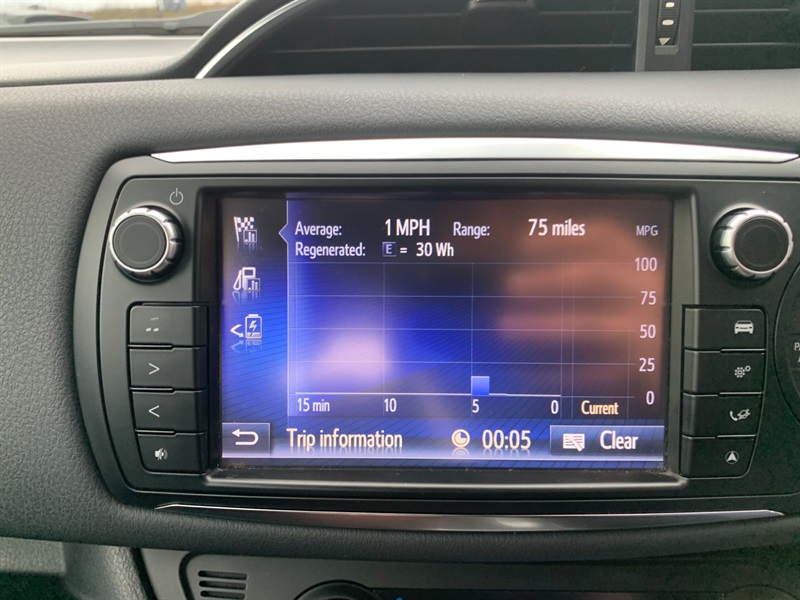 Average: 1 MPH Range: 75 miles MPG
Regenerated: E = 30 Wh
100
75
50
25
0
15 min 10 5 0 Current
Trip information 00:05 Clear
PA